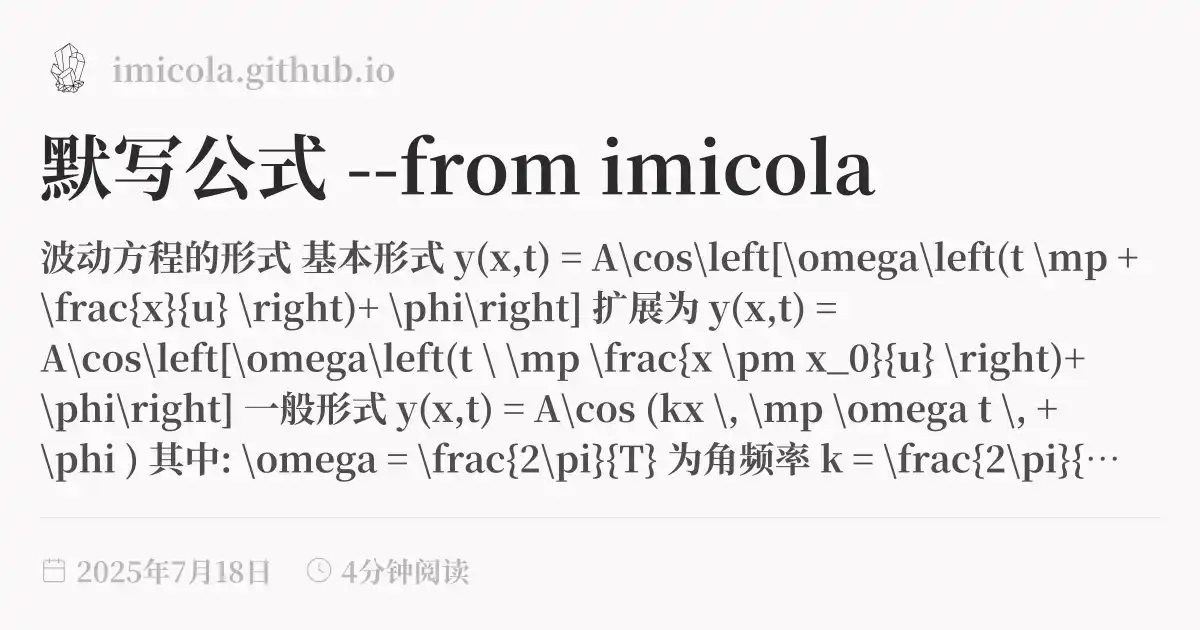 imicola.github.io
默写公式 --from imicola
波动方程的形式 基本形式 y(x,t) = A\cos\left[\omega\left(t \mp +
\frac{x}{u} \right)+ \phi\right] 扩展为 y(x,t) =
A\cos\left[\omega\left(t \ \mp \frac{x \pm x_0}{u} \right)+
\phi\right] 一般形式 y(x,t) = A\cos (kx \, \mp \omega t \, +
\phi ) 其中: \omega = \frac{2\pi}{T} 为角频率 k = \frac{2\pi}{⋯
2025年7月18日 4分钟阅读